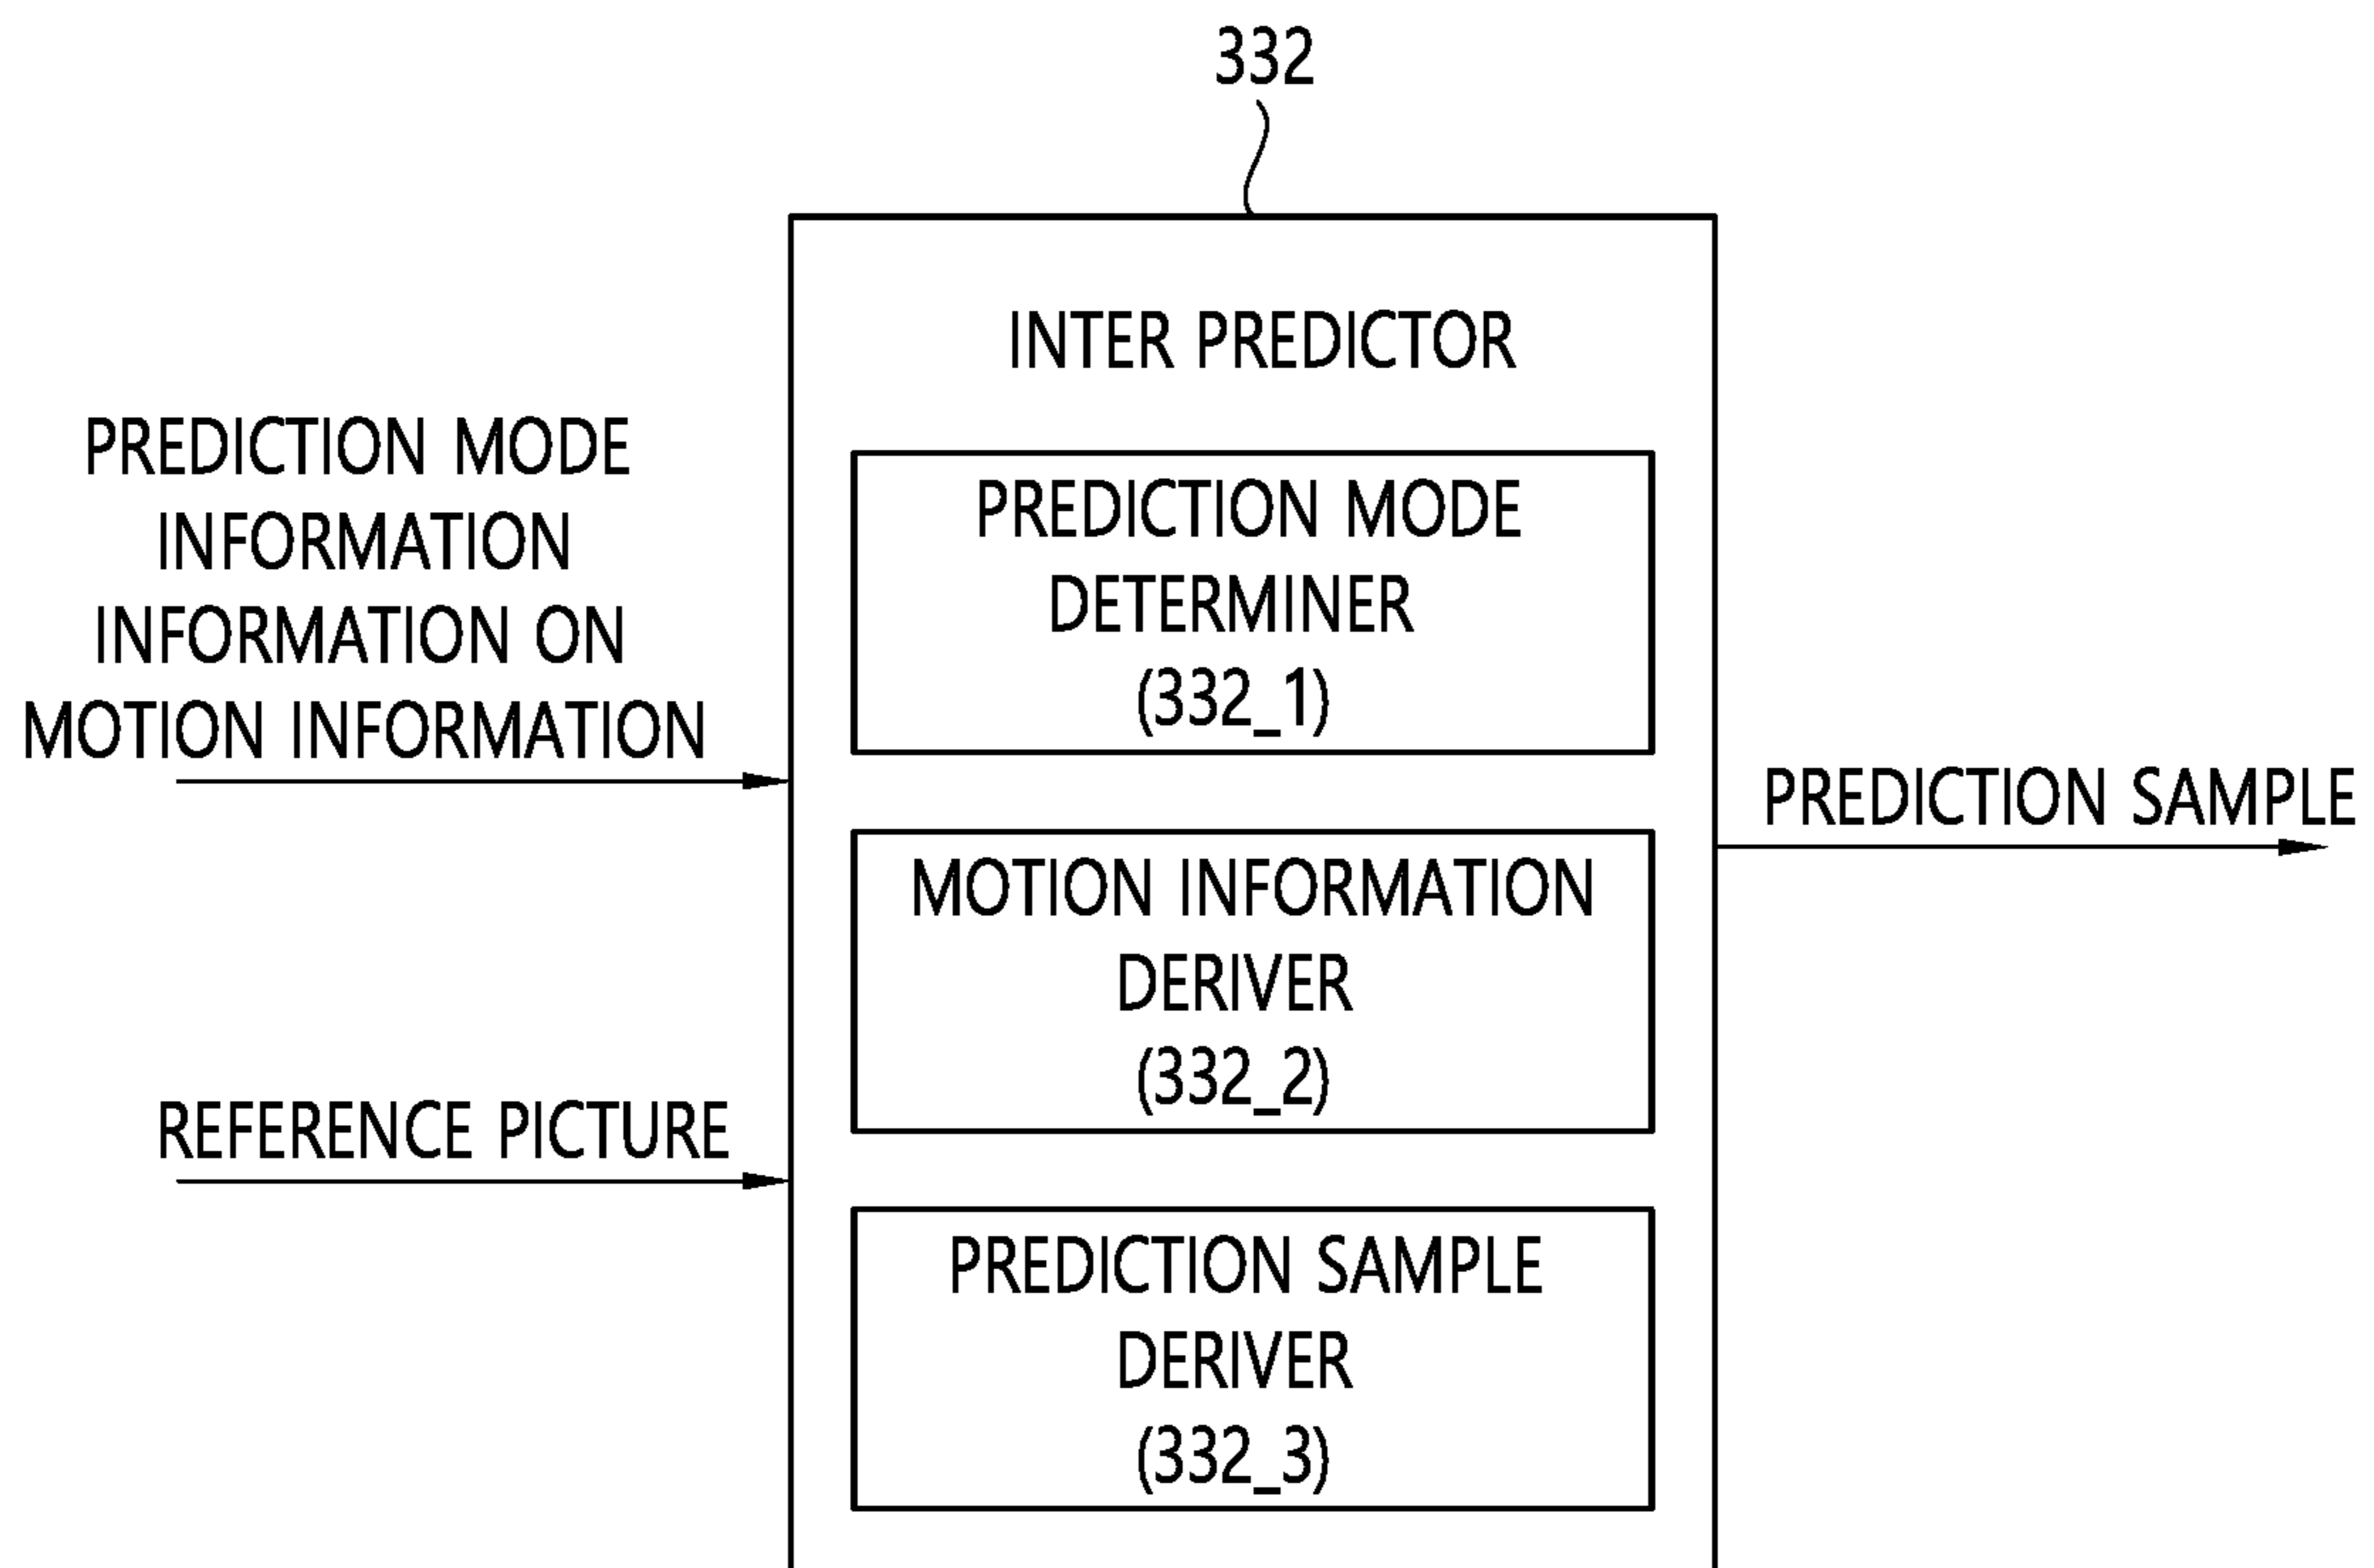 332
INTER PREDICTOR
PREDICTION MODE
INFORMATION
INFORMATION ON
MOTION INFORMATION
REFERENCE PICTURE
PREDICTION MODE
DETERMINER
(332_1)
MOTION INFORMATION
DERIVER
(332_2)
PREDICTION SAMPLE
DERIVER
(332_3)
PREDICTION SAMPLE